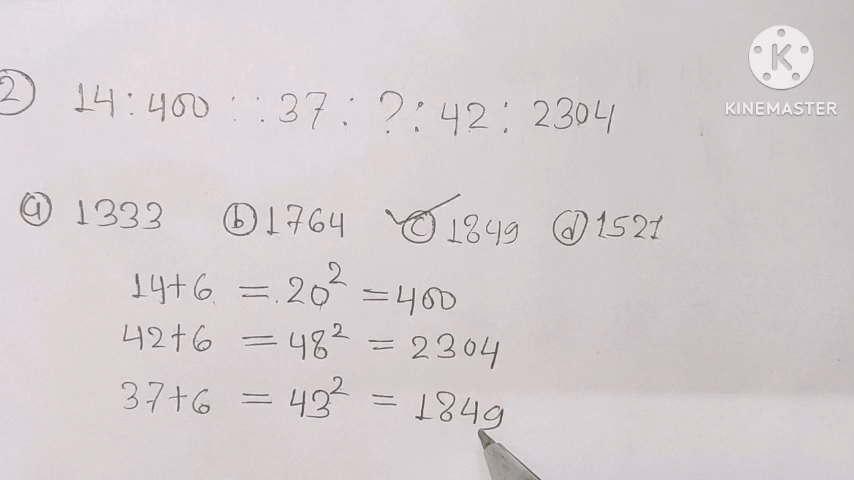 KINEMASTER
② 14 : 400 :: 37 : ? : 42 : 2304
ⓐ 1333 ⓑ 1764 ⓒ 1849 ⓓ 1521
14+6 = 20² = 400
42+6 = 48² = 2304
37+6 = 43² = 1849